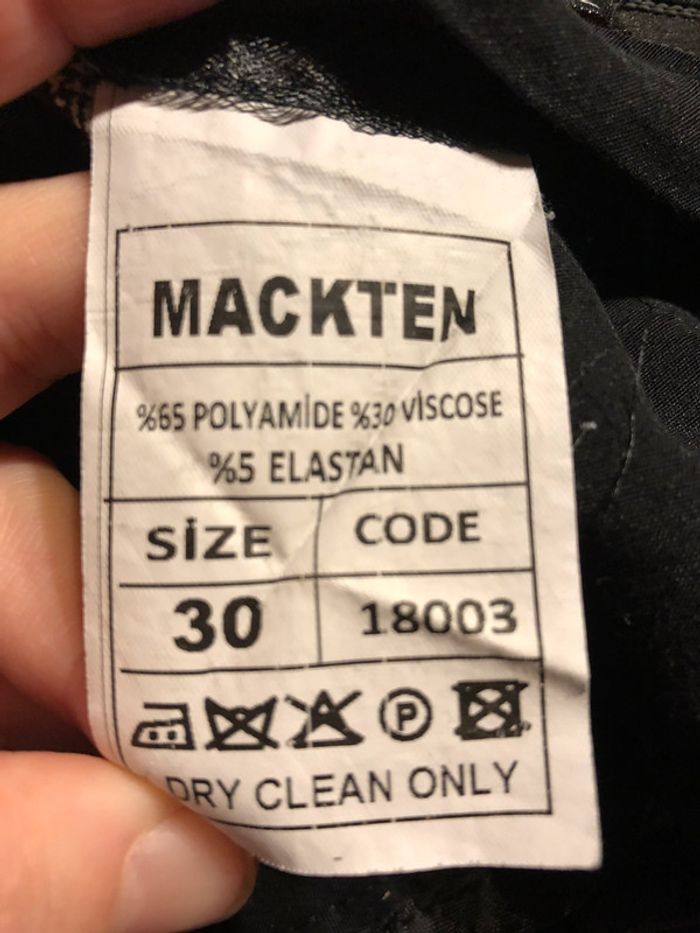 MACKTEN
%65 POLYAMİDE %30 VİSCOSE
%5 ELASTAN
SİZE CODE
30 18003
P
DRY CLEAN ONLY